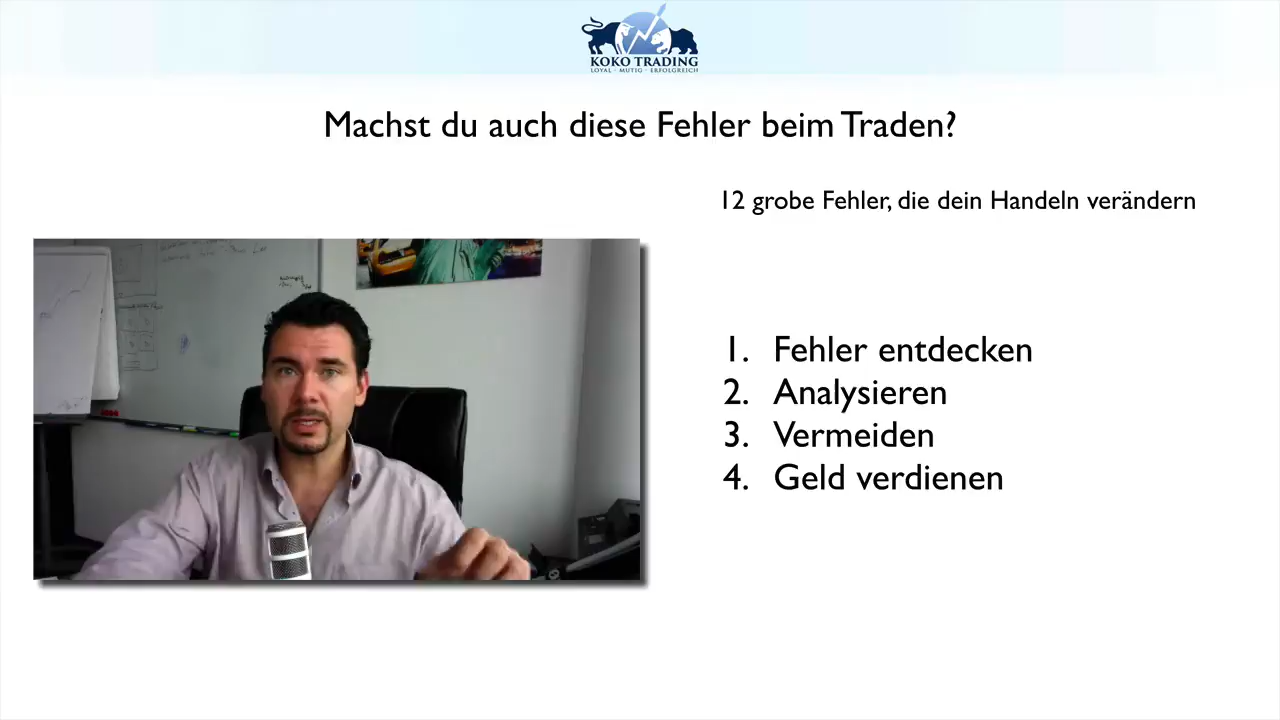 KOKO TRADING
LOYAL · MUTIG · ERFOLGREICH
Machst du auch diese Fehler beim Traden?
12 grobe Fehler, die dein Handeln verändern
1. Fehler entdecken
2. Analysieren
3. Vermeiden
4. Geld verdienen